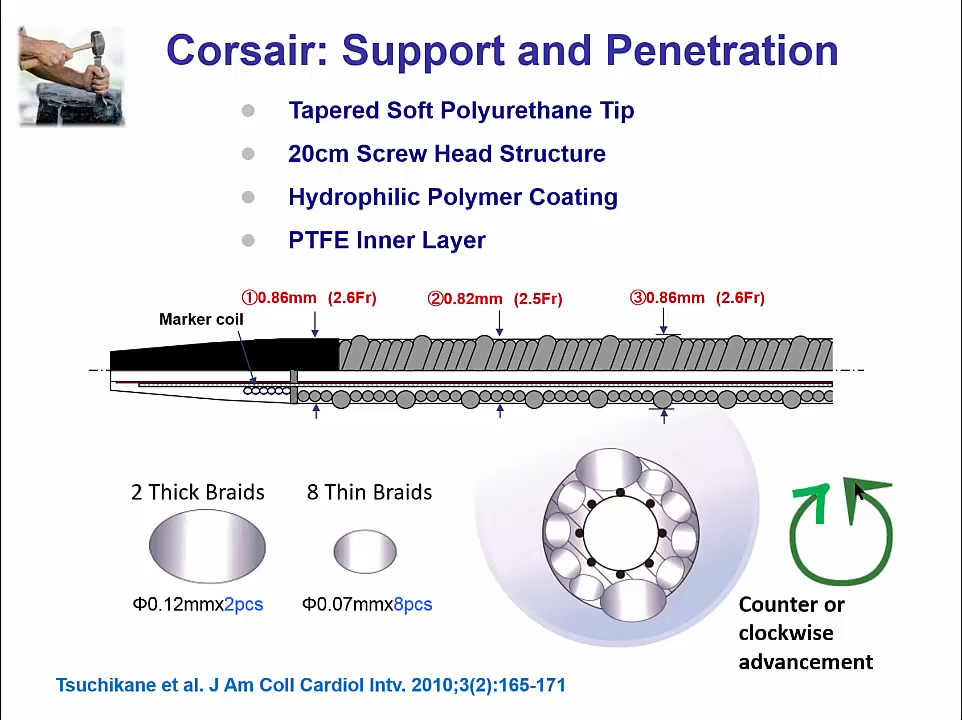 Corsair: Support and Penetration
Tapered Soft Polyurethane Tip
20cm Screw Head Structure
Hydrophilic Polymer Coating
PTFE Inner Layer
①0.86mm (2.6Fr) ②0.82mm (2.5Fr) ③0.86mm (2.6Fr)
Marker coil
2 Thick Braids 8 Thin Braids
Φ0.12mmx2pcs Φ0.07mmx8pcs
Counter or
clockwise
advancement
Tsuchikane et al. J Am Coll Cardiol Intv. 2010;3(2):165-171